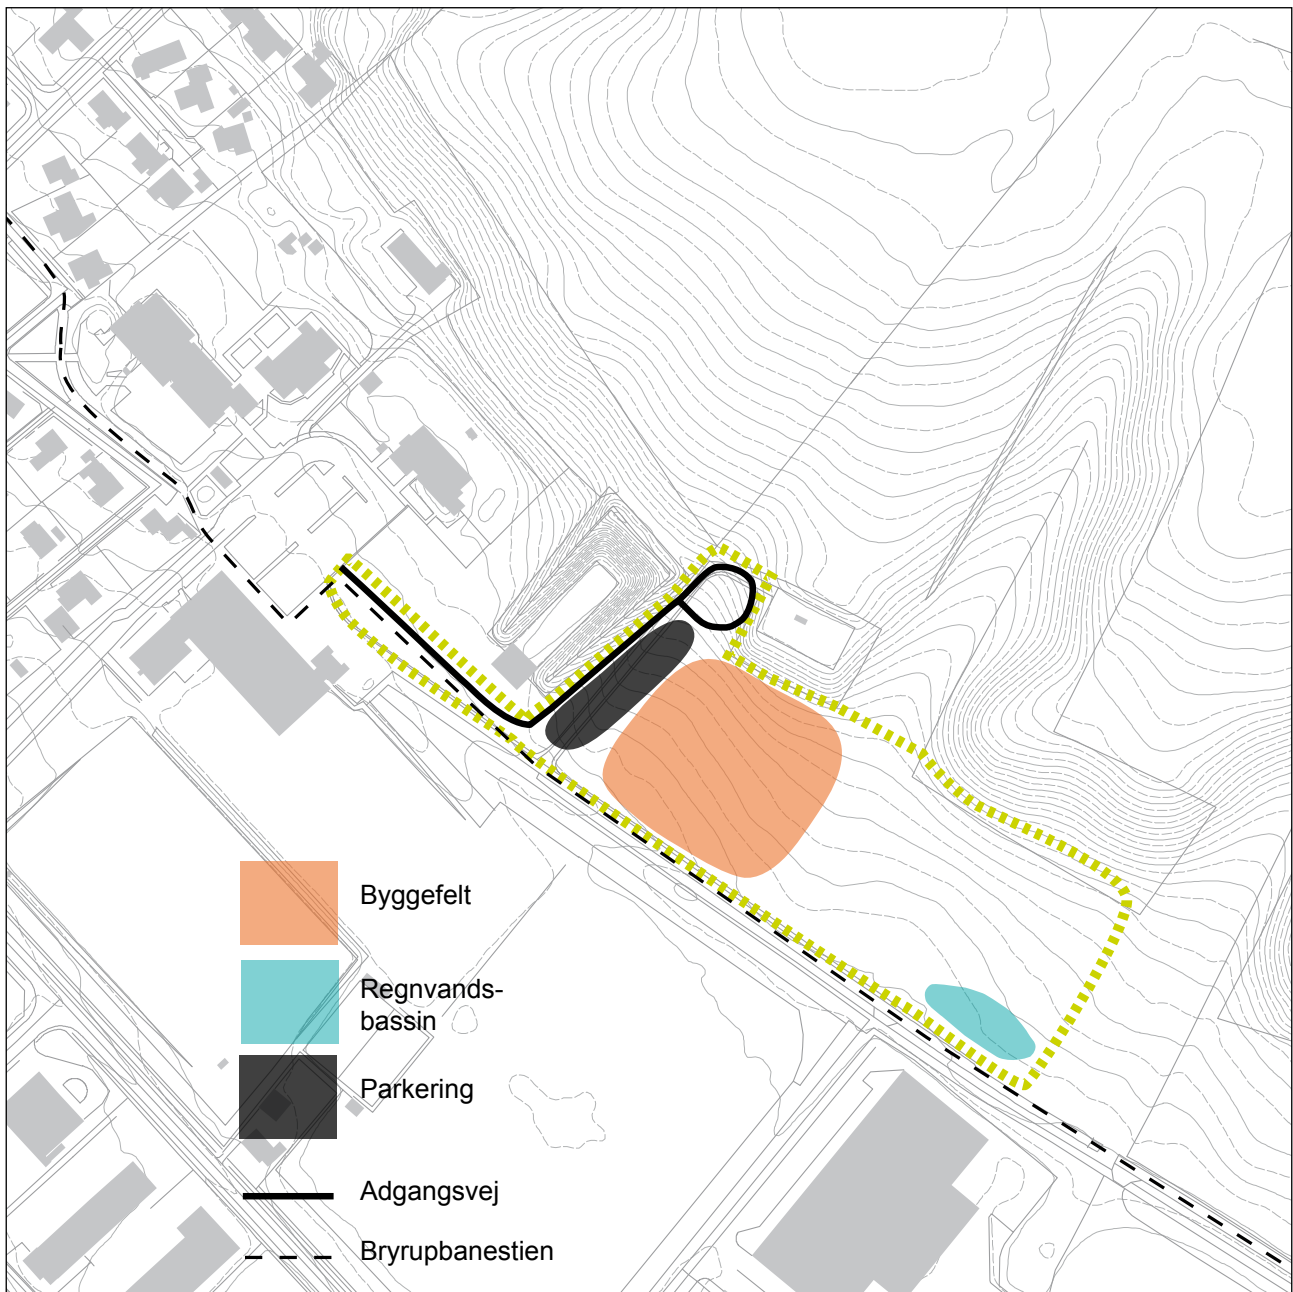 Byggefelt
Regnvands-
bassin
Parkering
Adgangsvej
Bryrupbanestien